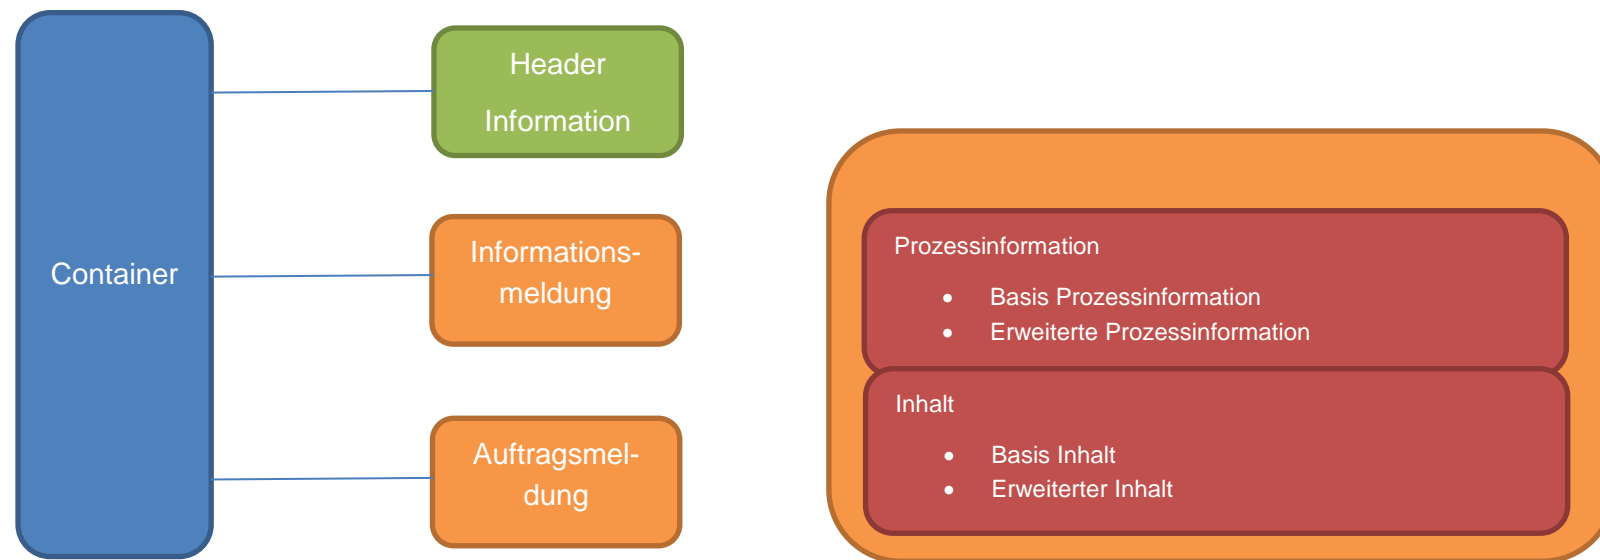 Container
Header
Information
Informations-
meldung
Auftragsmel-
dung
Prozessinformation
• Basis Prozessinformation
• Erweiterte Prozessinformation
Inhalt
• Basis Inhalt
• Erweiterter Inhalt